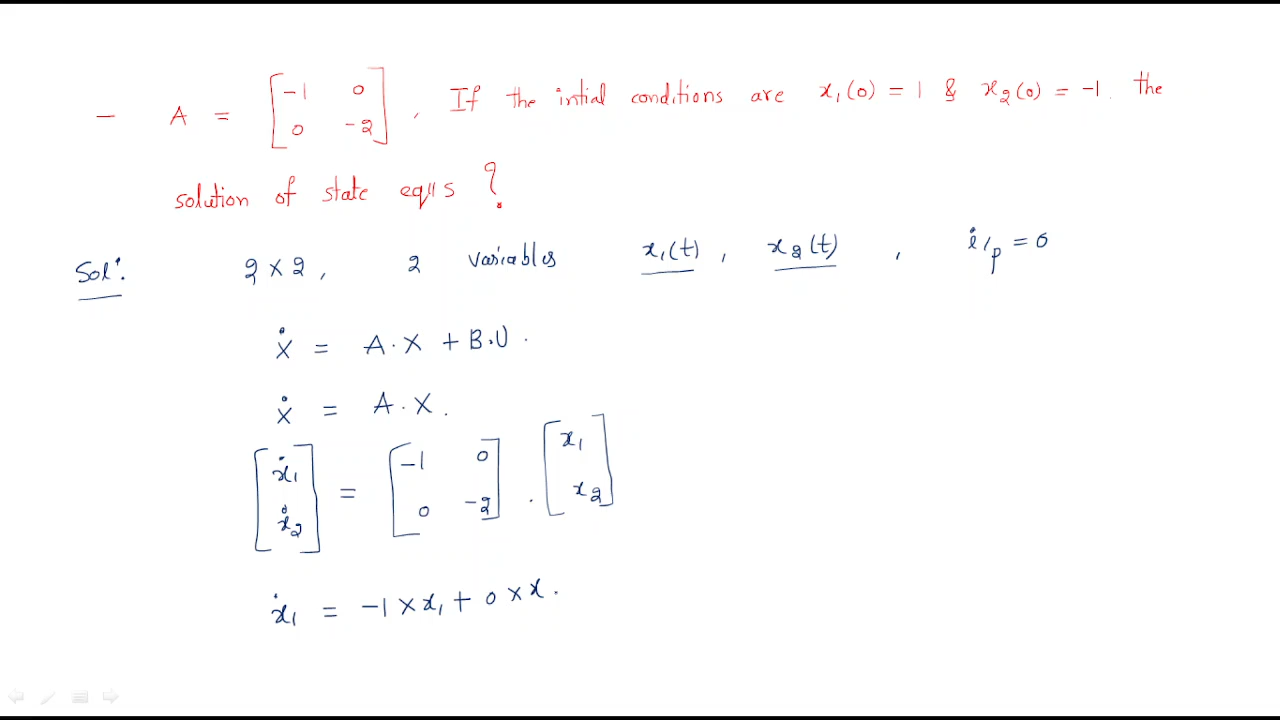 - A = [-1 0; 0 -2], If the intial conditions are x₁(0) = 1 & x₂(0) = -1. the
solution of state eqns ?
Sol: 2 × 2, 2 variables x₁(t), x₂(t), i/p = 0
Ẋ = A·X + B·U.
Ẋ = A·X.
[ẋ₁; ẋ₂] = [-1 0; 0 -2] · [x₁; x₂]
ẋ₁ = -1 × x₁ + 0 × x.